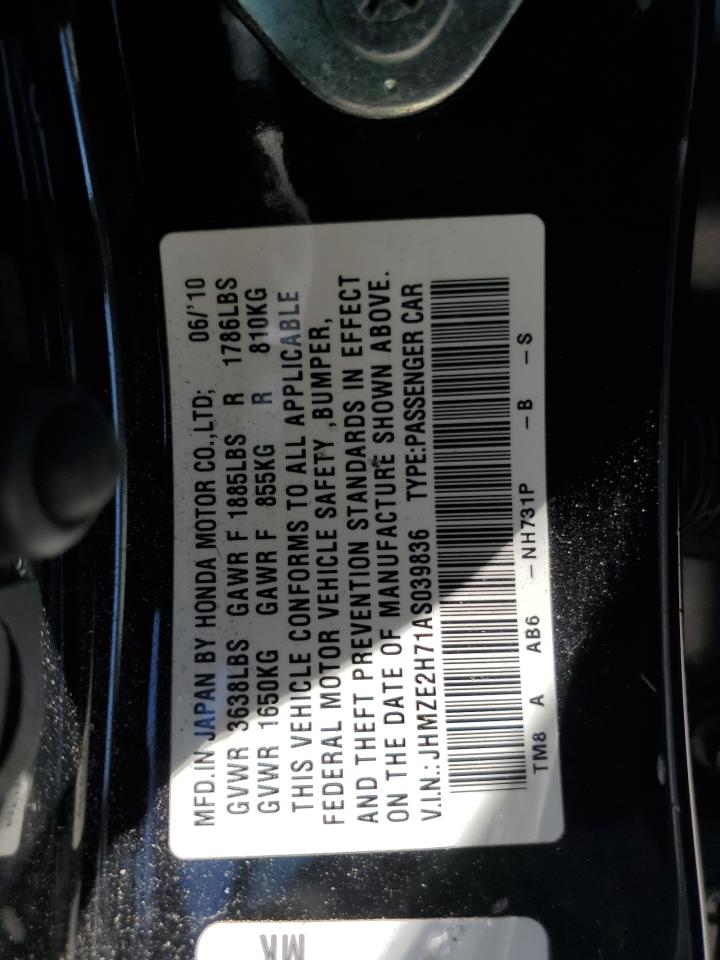 MFD.IN JAPAN BY HONDA MOTOR CO.,LTD; 06/'10
GVWR 3638LBS GAWR F 1885LBS R 1786LBS
GVWR 1650KG GAWR F 855KG R 810KG
THIS VEHICLE CONFORMS TO ALL APPLICABLE
FEDERAL MOTOR VEHICLE SAFETY ,BUMPER,
AND THEFT PREVENTION STANDARDS IN EFFECT
ON THE DATE OF MANUFACTURE SHOWN ABOVE.
V.I.N.: JHMZE2H71AS039836 TYPE:PASSENGER CAR
TM8 A AB6 -NH731P -B -S
MK